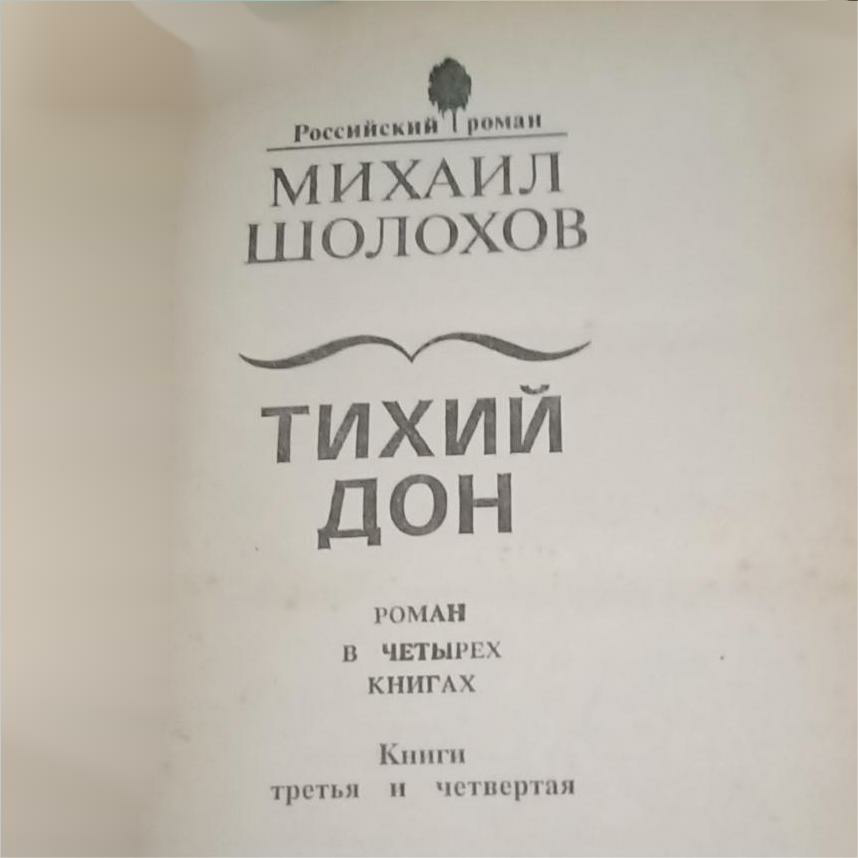 Российский роман
МИХАИЛ
ШОЛОХОВ
ТИХИЙ
ДОН
РОМАН
В ЧЕТЫРЕХ
КНИГАХ
Книги
третья и четвертая